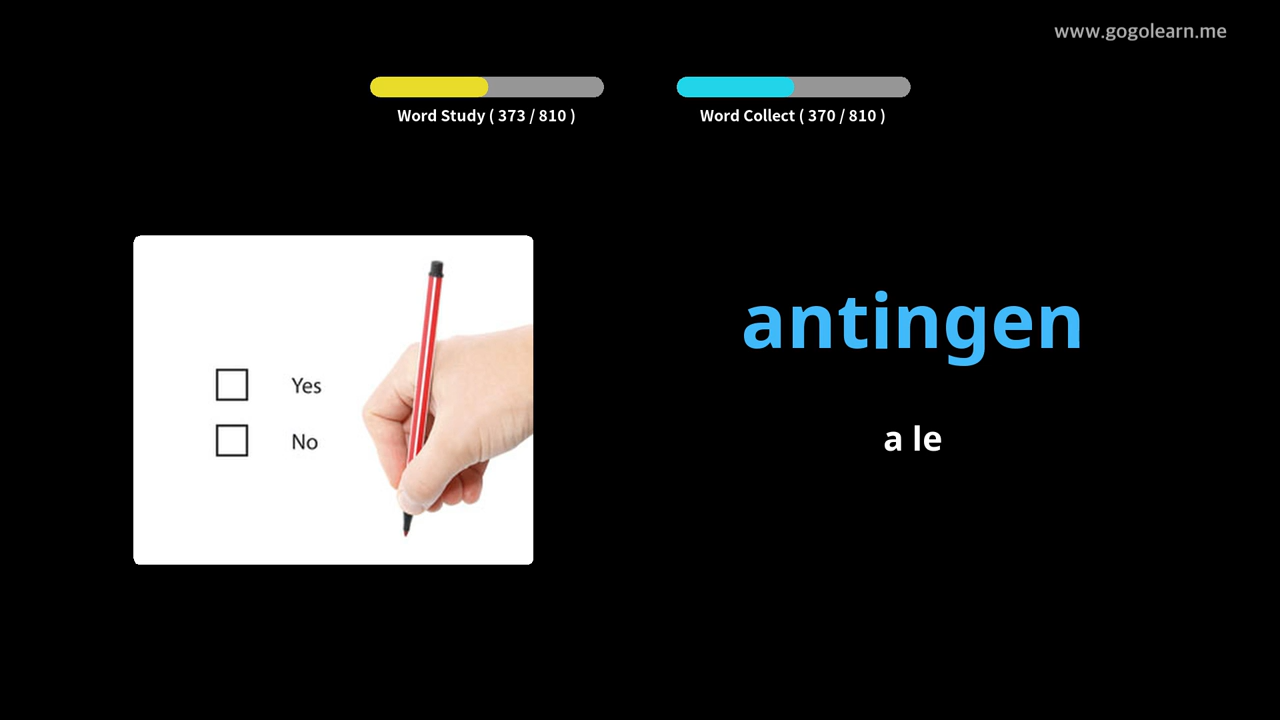 www.gogolearn.me
Word Study ( 373 / 810 )
Word Collect ( 370 / 810 )
Yes
No
antingen
a le